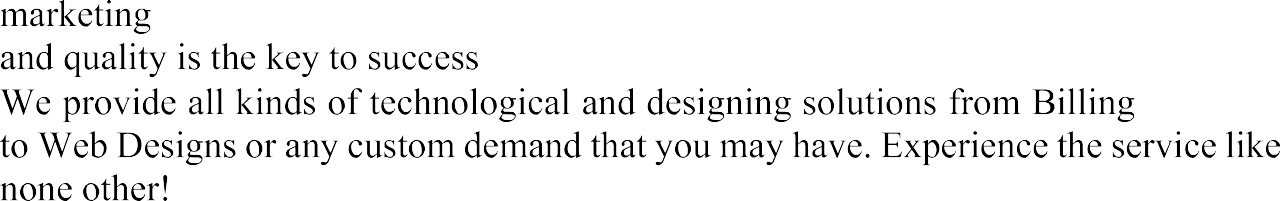 marketing
and quality is the key to success
We provide all kinds of technological and designing solutions from Billing
to Web Designs or any custom demand that you may have. Experience the service like
none other!